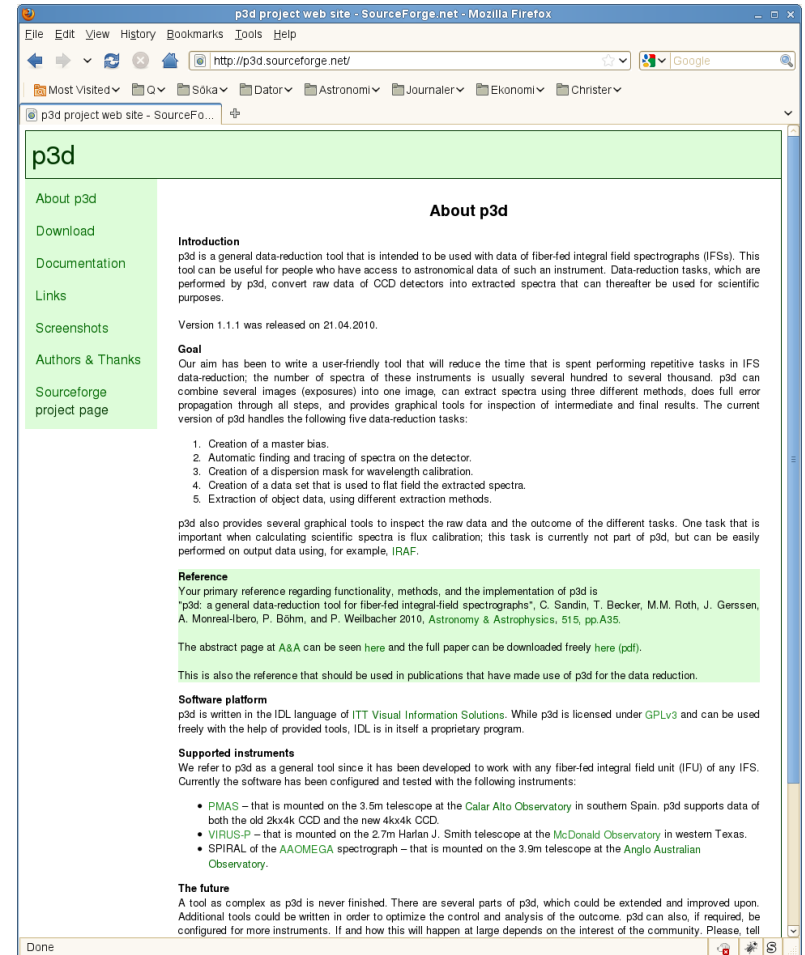 p3d project web site - SourceForge.net - Mozilla Firefox
File Edit View History Bookmarks Tools Help
http://p3d.sourceforge.net/
Google
Most Visited Q Söka Dator Astronomi Journaler Ekonomi Christer
p3d project web site - SourceFo...
p3d
About p3d
Download
Documentation
Links
Screenshots
Authors & Thanks
Sourceforge
project page
About p3d
Introduction
p3d is a general data-reduction tool that is intended to be used with data of fiber-fed integral field spectrographs (IFSs). This
tool can be useful for people who have access to astronomical data of such an instrument. Data-reduction tasks, which are
performed by p3d, convert raw data of CCD detectors into extracted spectra that can thereafter be used for scientific
purposes.
Version 1.1.1 was released on 21.04.2010.
Goal
Our aim has been to write a user-friendly tool that will reduce the time that is spent performing repetitive tasks in IFS
data-reduction; the number of spectra of these instruments is usually several hundred to several thousand. p3d can
combine several images (exposures) into one image, can extract spectra using three different methods, does full error
propagation through all steps, and provides graphical tools for inspection of intermediate and final results. The current
version of p3d handles the following five data-reduction tasks:
1. Creation of a master bias.
2. Automatic finding and tracing of spectra on the detector.
3. Creation of a dispersion mask for wavelength calibration.
4. Creation of a data set that is used to flat field the extracted spectra.
5. Extraction of object data, using different extraction methods.
p3d also provides several graphical tools to inspect the raw data and the outcome of the different tasks. One task that is
important when calculating scientific spectra is flux calibration; this task is currently not part of p3d, but can be easily
performed on output data using, for example, IRAF.
Reference
Your primary reference regarding functionality, methods, and the implementation of p3d is
"p3d: a general data-reduction tool for fiber-fed integral-field spectrographs", C. Sandin, T. Becker, M.M. Roth, J. Gerssen,
A. Monreal-Ibero, P. Böhm, and P. Weilbacher 2010, Astronomy & Astrophysics, 515, pp.A35.
The abstract page at A&A can be seen here and the full paper can be downloaded freely here (pdf).
This is also the reference that should be used in publications that have made use of p3d for the data reduction.
Software platform
p3d is written in the IDL language of ITT Visual Information Solutions. While p3d is licensed under GPLv3 and can be used
freely with the help of provided tools, IDL is in itself a proprietary program.
Supported instruments
We refer to p3d as a general tool since it has been developed to work with any fiber-fed integral field unit (IFU) of any IFS.
Currently the software has been configured and tested with the following instruments:
• PMAS – that is mounted on the 3.5m telescope at the Calar Alto Observatory in southern Spain. p3d supports data of
both the old 2kx4k CCD and the new 4kx4k CCD.
• VIRUS-P – that is mounted on the 2.7m Harlan J. Smith telescope at the McDonald Observatory in western Texas.
• SPIRAL of the AAOMEGA spectrograph – that is mounted on the 3.9m telescope at the Anglo Australian
Observatory.
The future
A tool as complex as p3d is never finished. There are several parts of p3d, which could be extended and improved upon.
Additional tools could be written in order to optimize the control and analysis of the outcome. p3d can also, if required, be
configured for more instruments. If and how this will happen at large depends on the interest of the community. Please, tell
Done